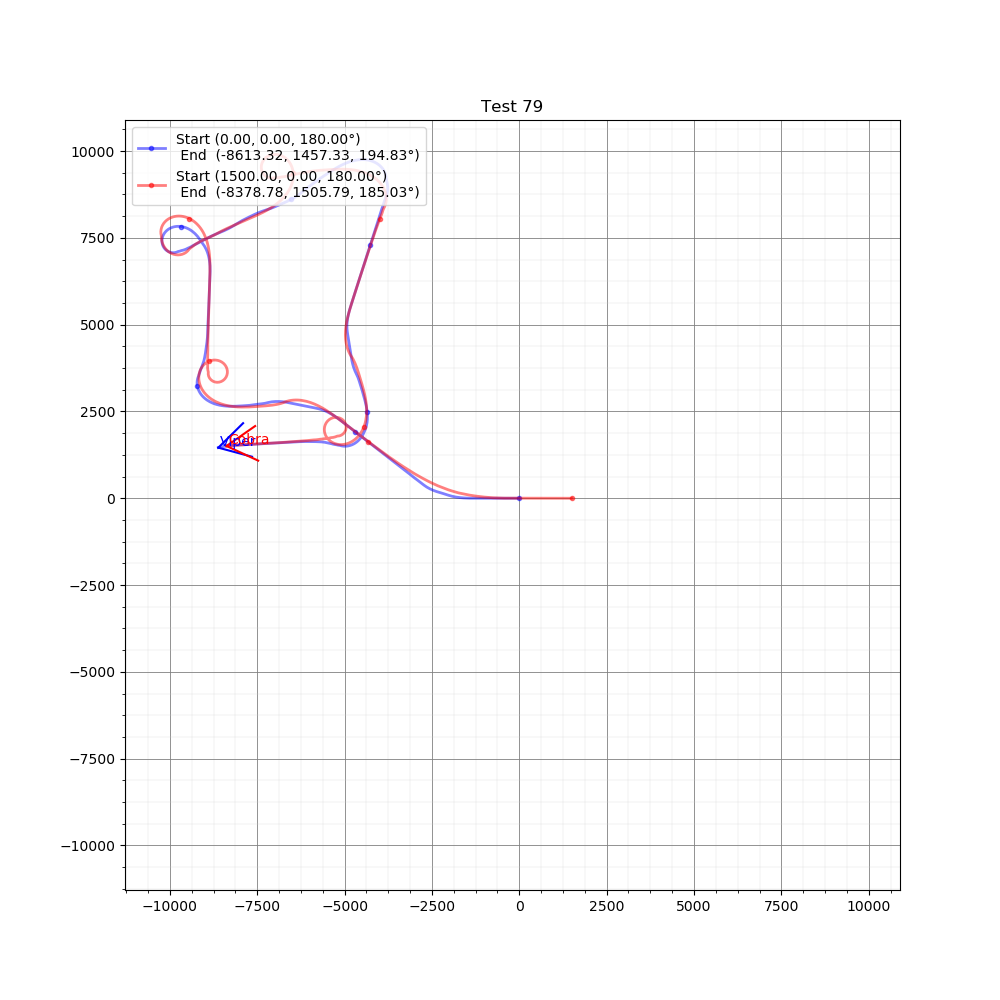 Test 79
Start (0.00, 0.00, 180.00°)
End  (-8613.32, 1457.33, 194.83°)
Start (1500.00, 0.00, 180.00°)
End  (-8378.78, 1505.79, 185.03°)
10000
7500
5000
2500
0
−2500
−5000
−7500
−10000
−10000 −7500 −5000 −2500 0 2500 5000 7500 10000